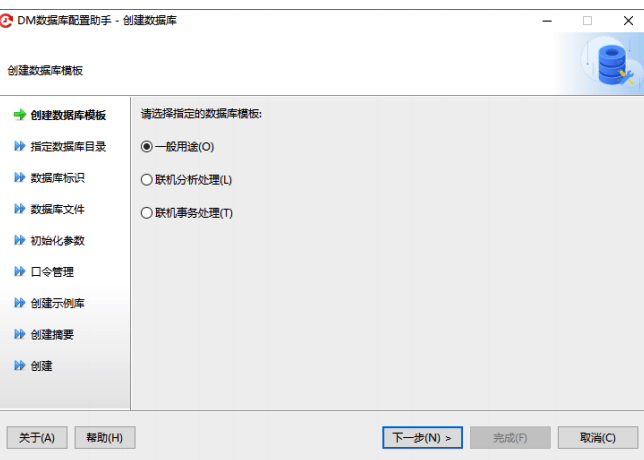 DM数据库配置助手 - 创建数据库
创建数据库模板
创建数据库模板
指定数据库目录
数据库标识
数据库文件
初始化参数
口令管理
创建示例库
创建摘要
创建
请选择指定的数据库模板:
一般用途(O)
联机分析处理(L)
联机事务处理(T)
关于(A)
帮助(H)
下一步(N) >
完成(F)
取消(C)